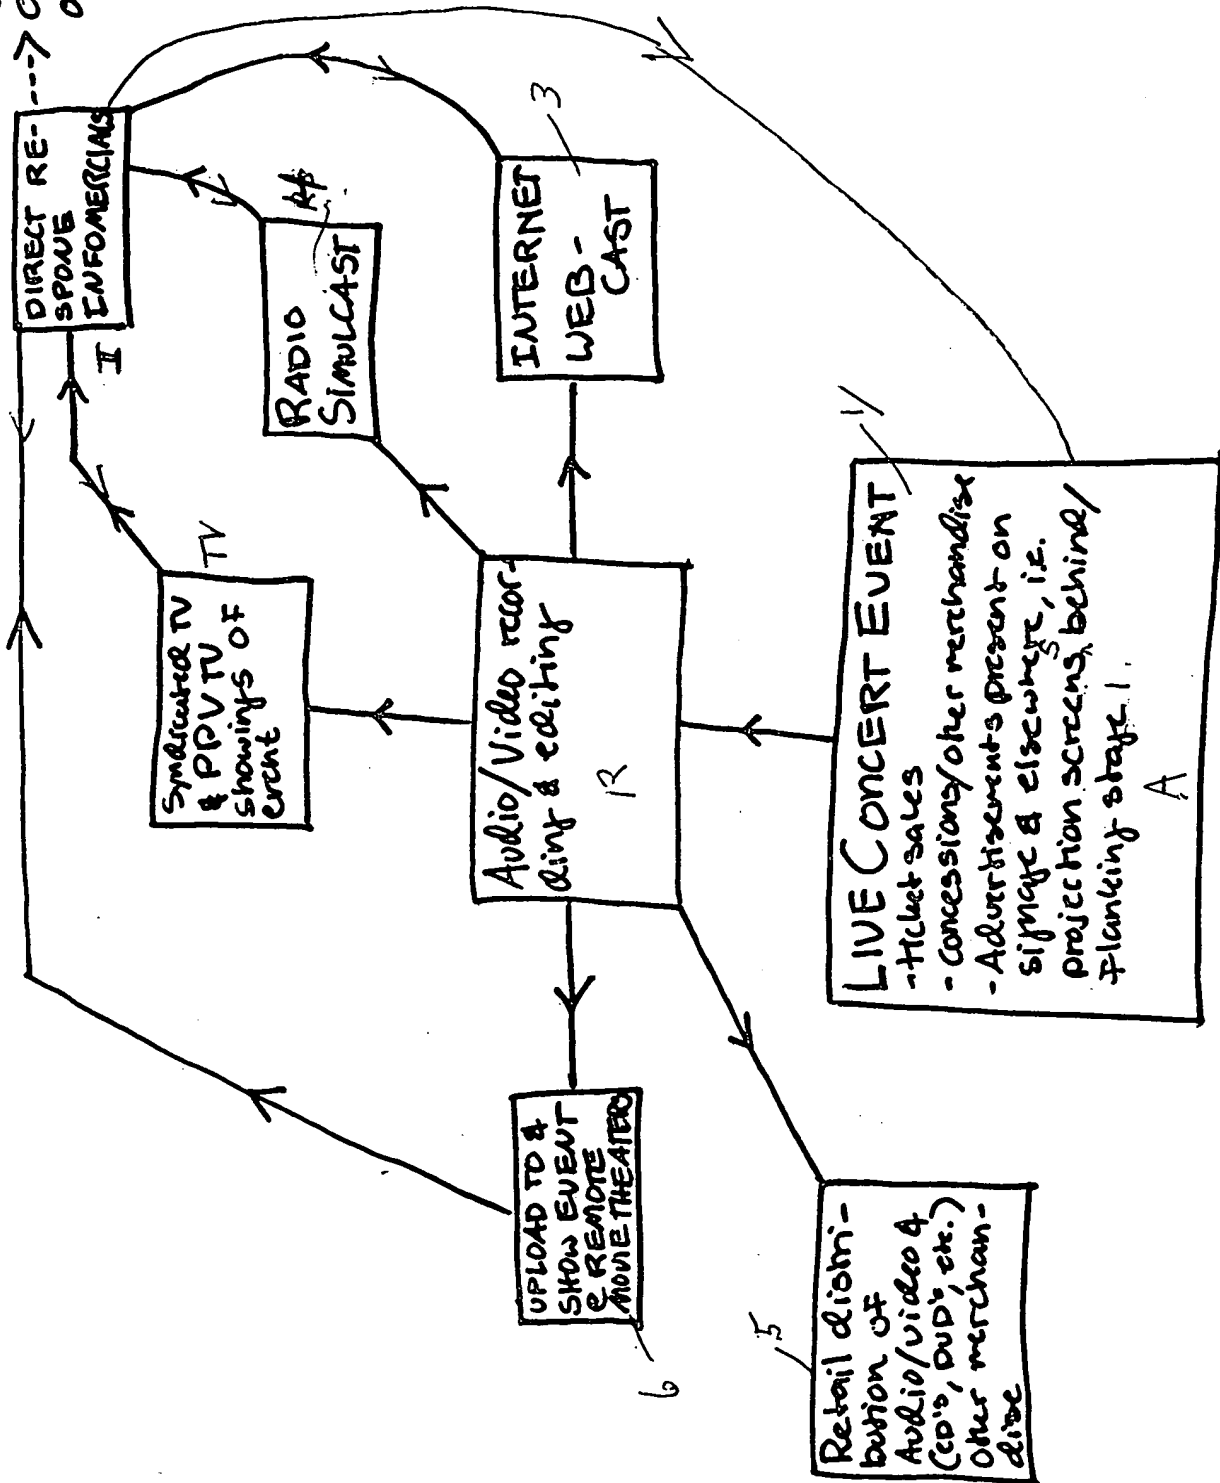 DIRECT RE-
SPONE
INFOMERCIALS
II
RADIO
SIMULCAST
INTERNET
WEB-
CAST
3
Syndicated TV
& PPV TV
showings of
event
TV
Audio/Video recor-
ding & editing
R
UPLOAD TO &
SHOW EVENT
@ REMOTE
MOVIE THEATERS
6
Retail distri-
bution of
Audio/video &
(CD's, DVD's, etc.)
Other merchan-
dise
5
LIVE CONCERT EVENT
- ticket sales
- Concessions/other merchandise
- Advertisements present on
signage & elsewhere, i.e.
projection screens behind/
flanking stage 1.
A